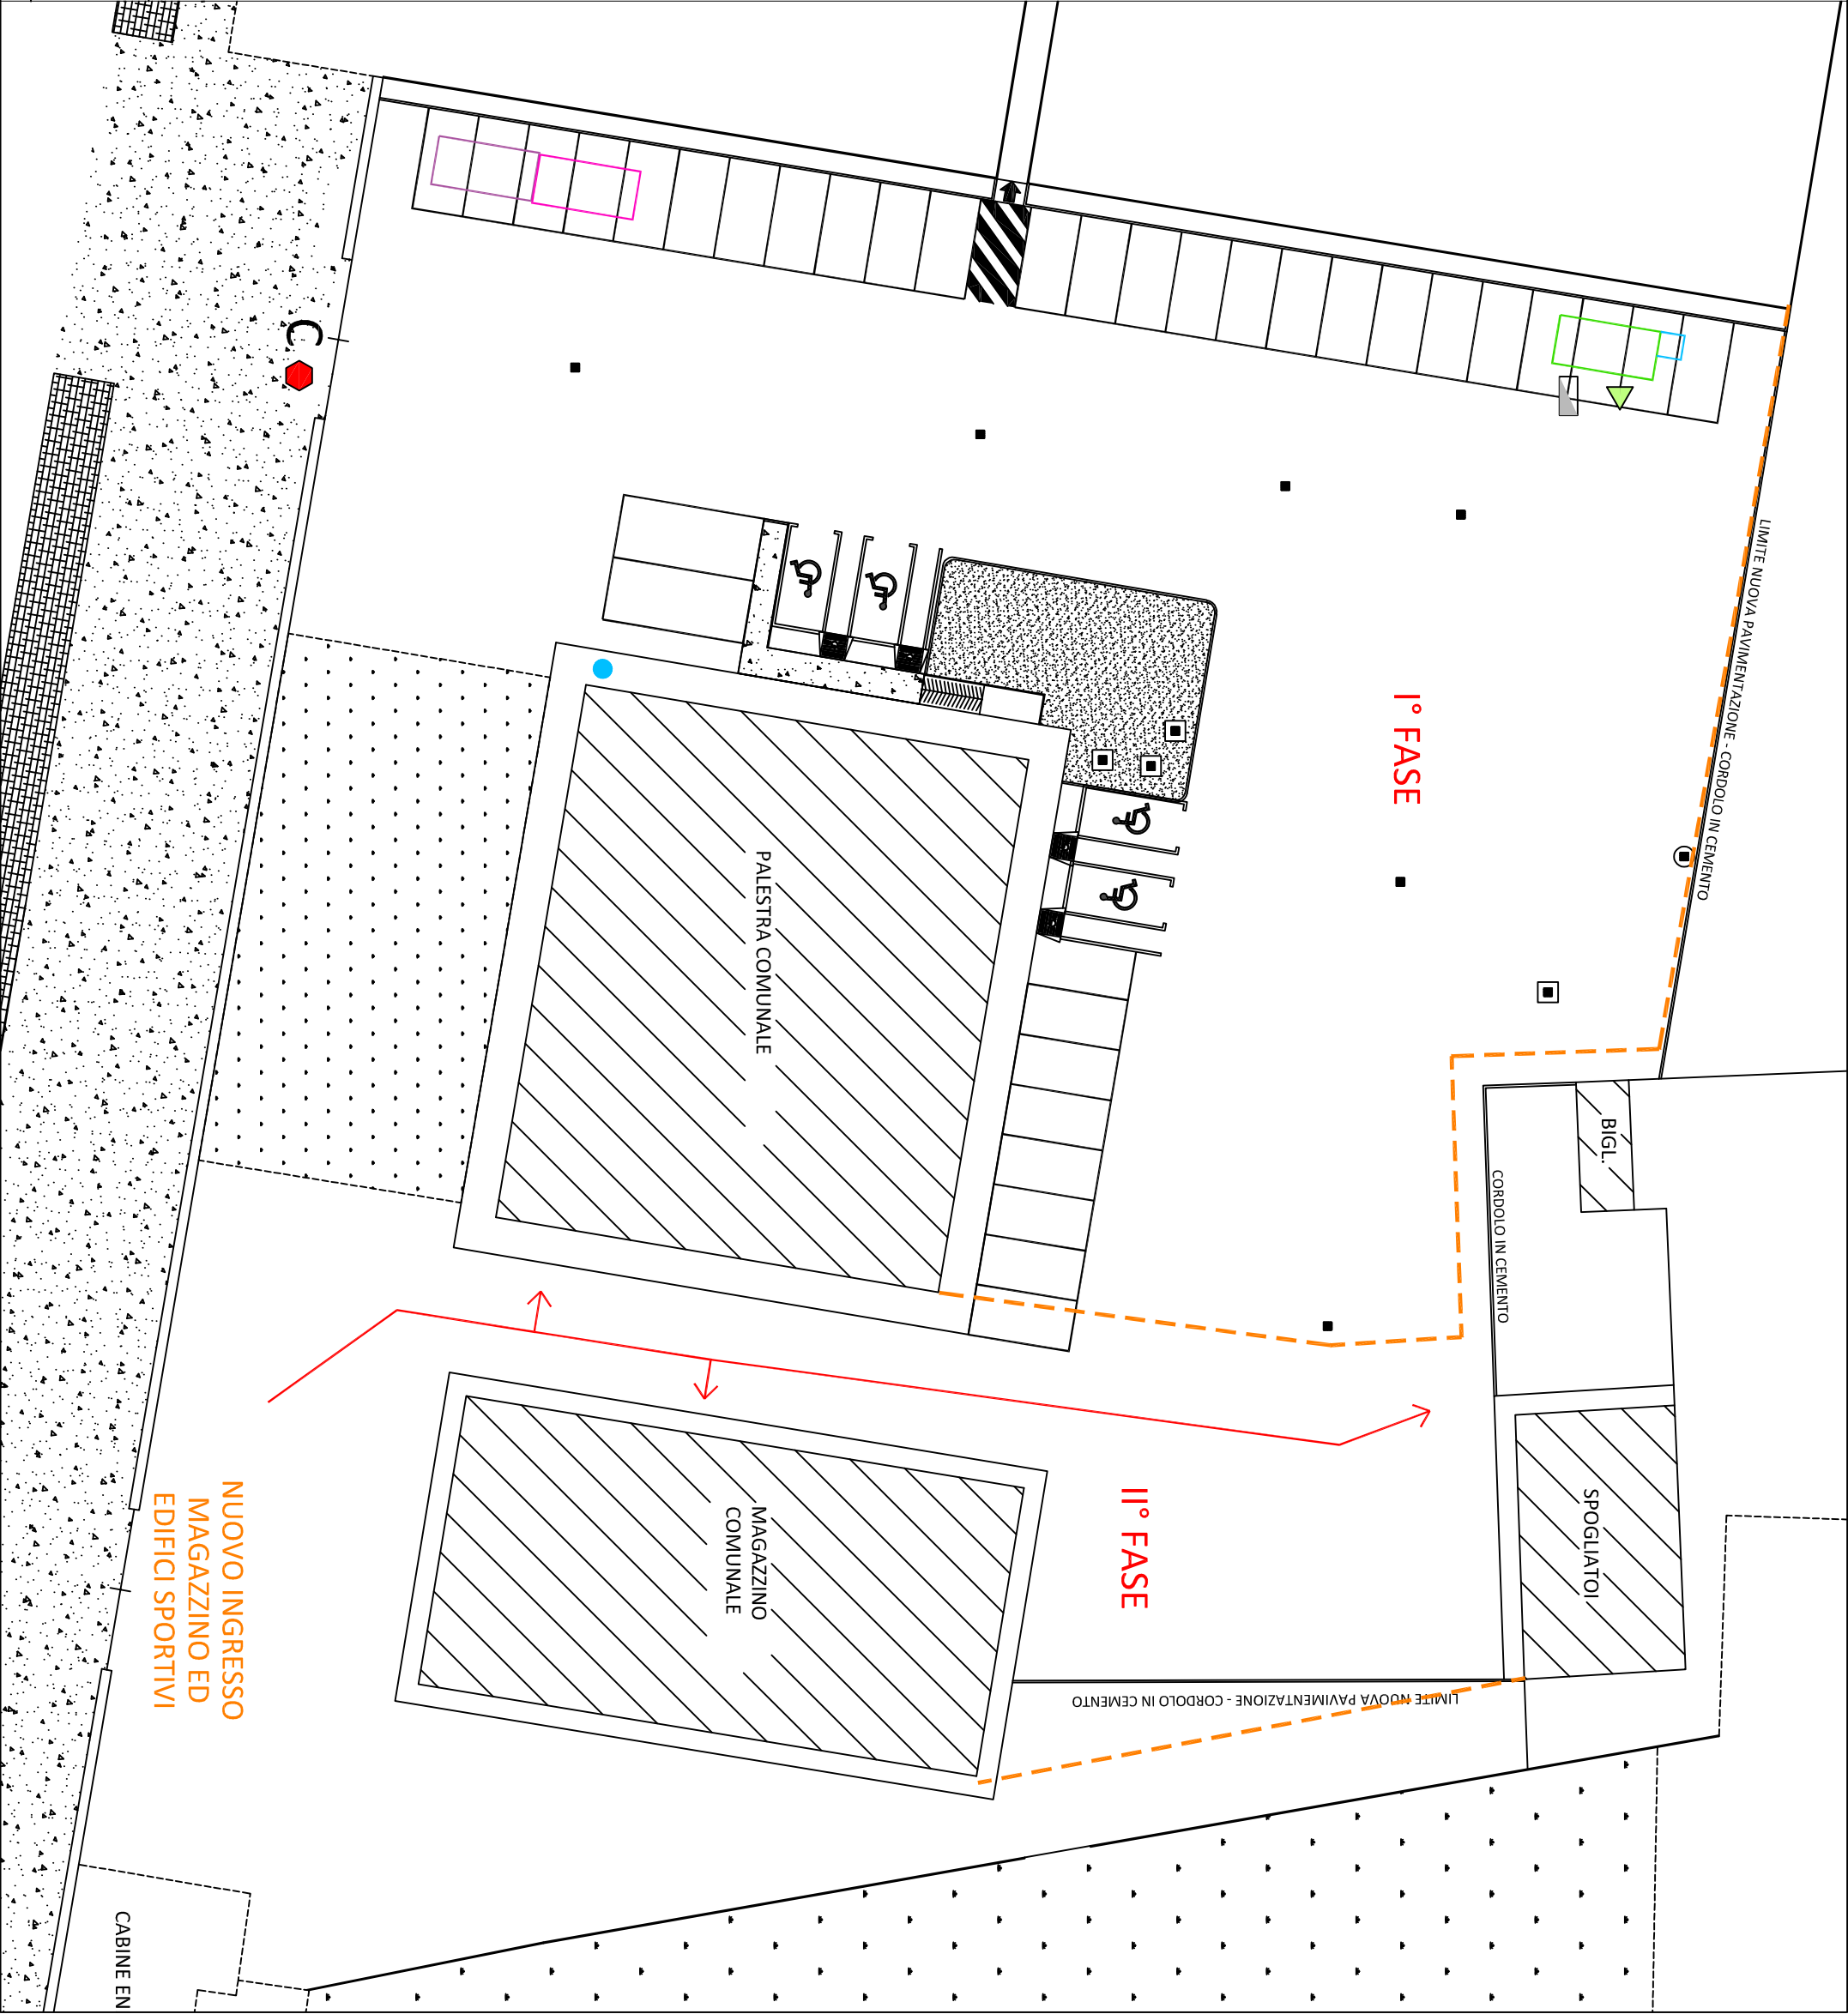 LIMITE NUOVA PAVIMENTAZIONE - CORDOLO IN CEMENTO
I° FASE
PALESTRA COMUNALE
BIGL.
CORDOLO IN CEMENTO
SPOGLIATOI
II° FASE
MAGAZZINO
COMUNALE
LIMITE NUOVA PAVIMENTAZIONE - CORDOLO IN CEMENTO
NUOVO INGRESSO
MAGAZZINO ED
EDIFICI SPORTIVI
CABINE EN